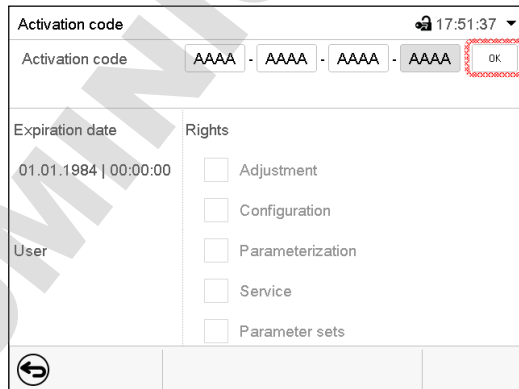 Activation code 17:51:37
Activation code AAAA - AAAA - AAAA - AAAA OK
Expiration date Rights
01.01.1984 | 00:00:00 Adjustment
Configuration
User Parameterization
Service
Parameter sets
OMINIC